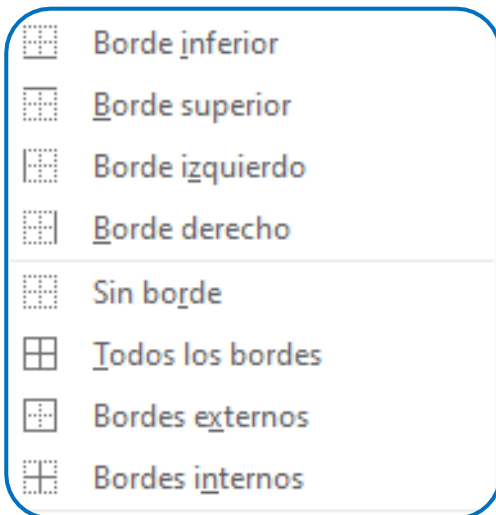 Borde inferior
Borde superior
Borde izquierdo
Borde derecho
Sin borde
Todos los bordes
Bordes externos
Bordes internos